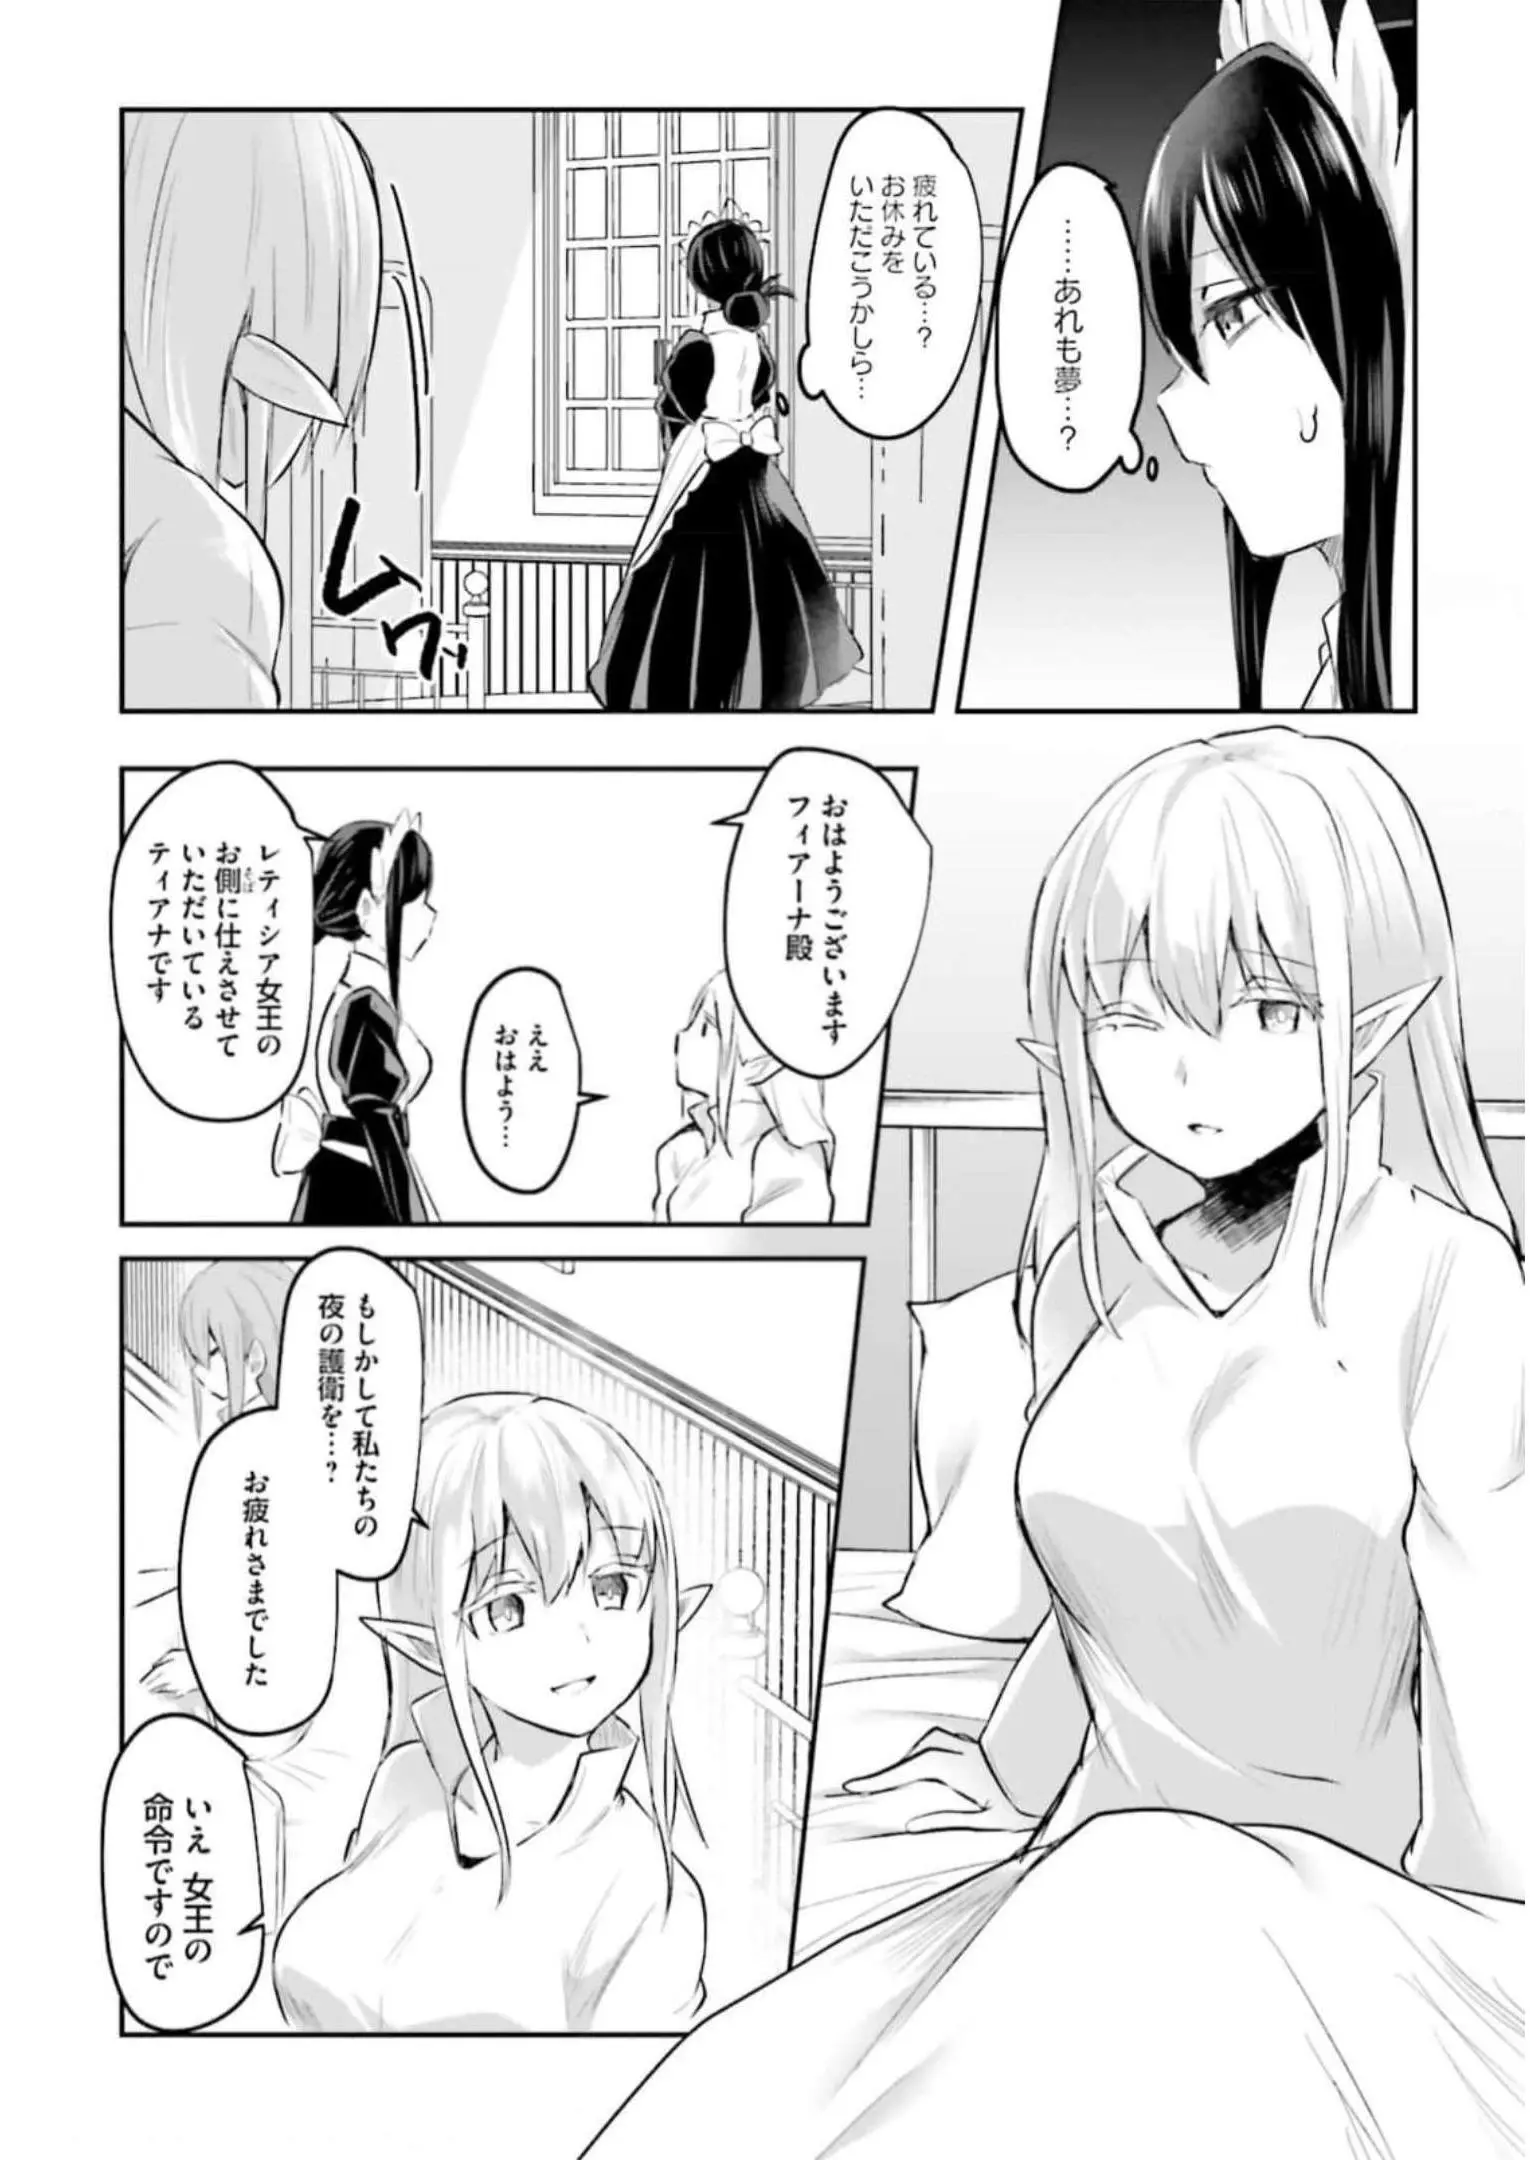 ……あれも夢…？
疲れている…？
お休みを
いただこうかしら…
ムクッ
おはようございます
フィアーナ殿
ええ
おはよう…
レティシア女王の
お側に仕えさせて
そば
いただいている
ティアナです
もしかして私たちの
夜の護衛を…？
お疲れさまでした
いえ 女王の
命令ですので